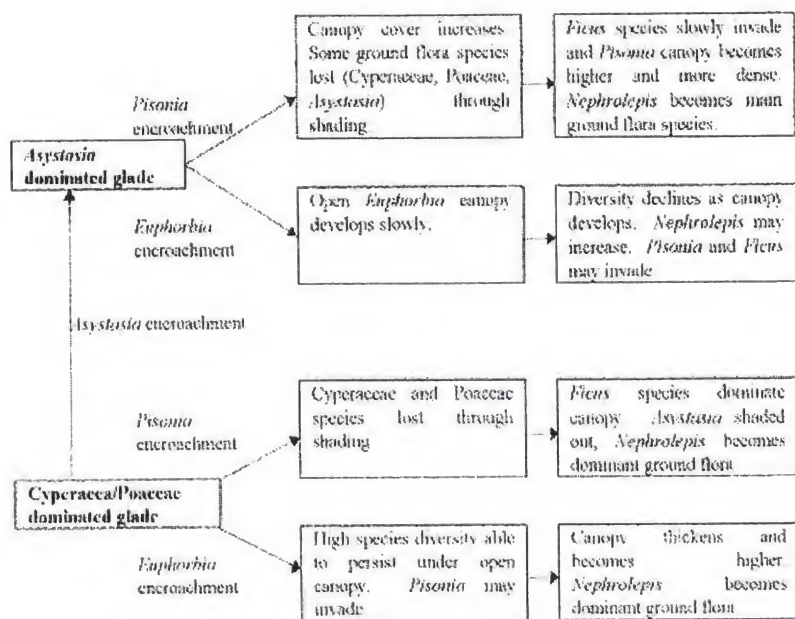 Canopy cover increases
Some ground flora species
lost (Cyperaceae, Poaceae,
Asystasia) through
shading
Ficus species slowly invade
and Pisonia canopy becomes
higher and more dense.
Nephrolepis becomes main
ground flora species.
Pisonia
encroachment
Asystasia
dominated glade
Euphorbia
encroachment
Open Euphorbia canopy
develops slowly.
Diversity declines as canopy
develops. Nephrolepis may
increase. Pisonia and Ficus
may invade
Asystasia encroachment
Pisonia
encroachment
Cyperaceae and Poaceae
species lost through
shading
Ficus species dominate
canopy Asystasia shaded
out, Nephrolepis becomes
dominant ground flora
Cyperacea/Poaceae
dominated glade
Euphorbia
encroachment
High species diversity able
to persist under open
canopy. Pisonia may
invade
Canopy thickens and
becomes higher
Nephrolepis becomes
dominant ground flora